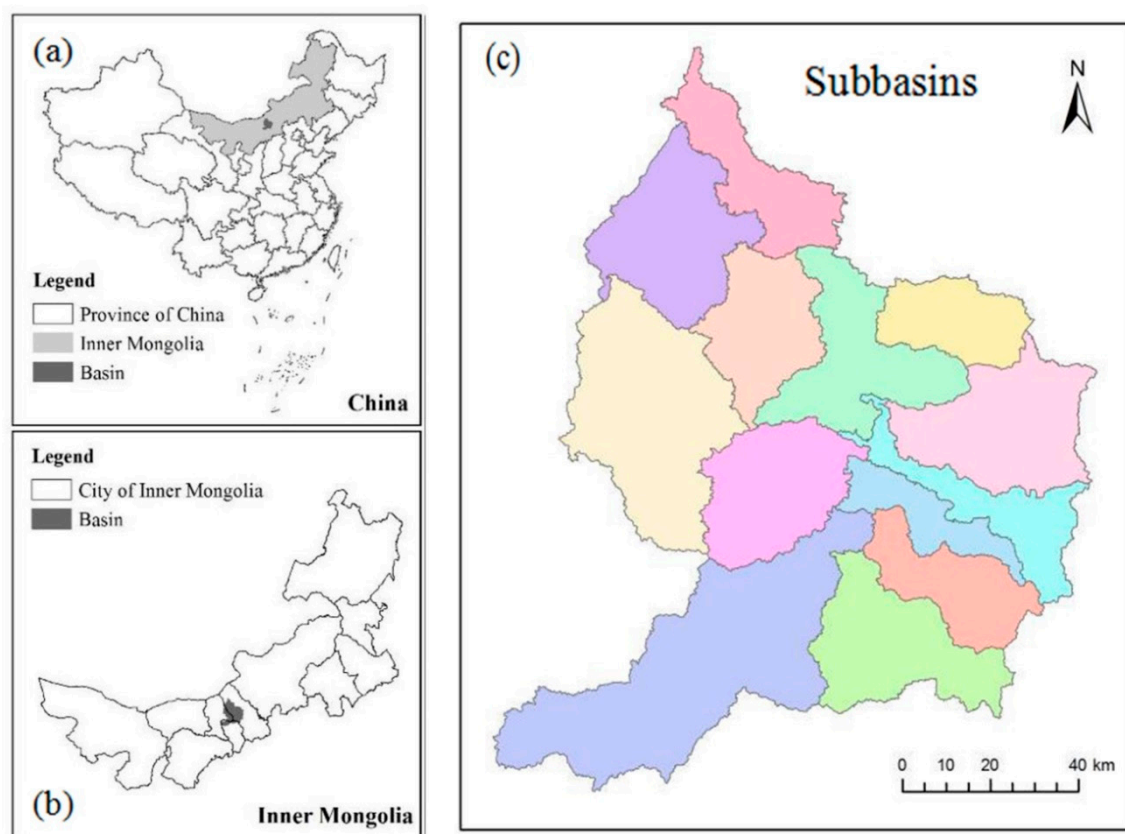 (a)
Legend
Province of China
Inner Mongolia
Basin
China
Legend
City of Inner Mongolia
Basin
(b)
Inner Mongolia
(c)
Subbasins
N
0 10 20 40 km